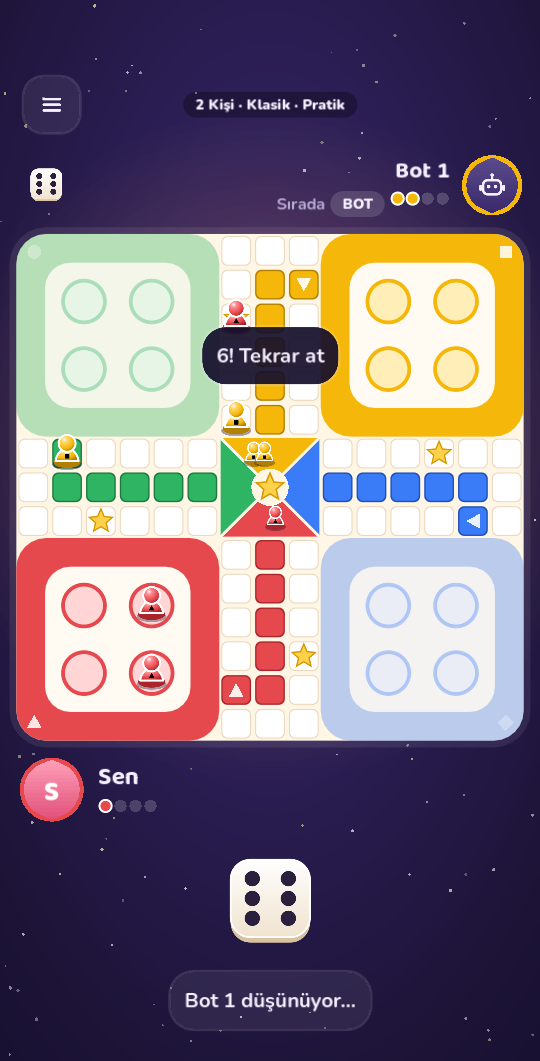 2 Kişi · Klasik · Pratik
Bot 1
Sırada BOT
6! Tekrar at
S
Sen
Bot 1 düşünüyor...